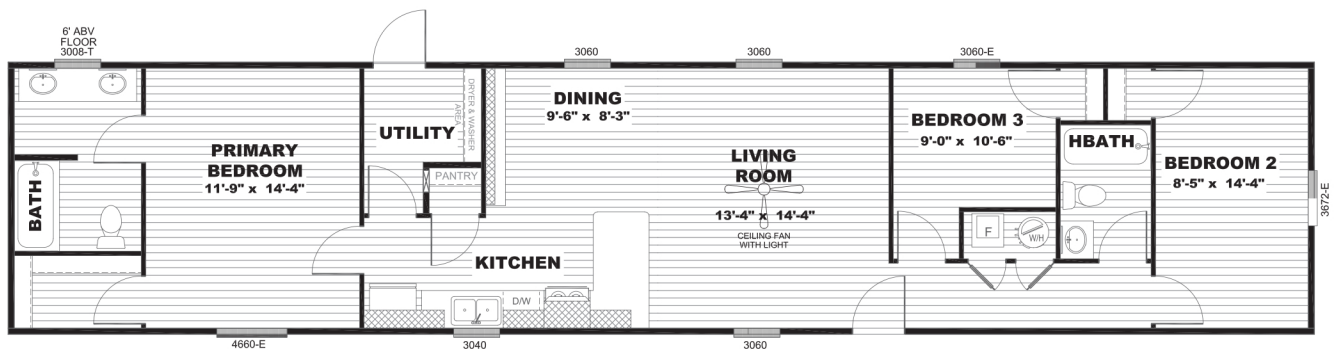 6' ABV
FLOOR
3008-T
3060
3060
3060-E
DRYER & WASHER
AREA
DINING
9'-6" x 8'-3"
BEDROOM 3
9'-0" x 10'-6"
UTILITY
HBATH
PRIMARY
BEDROOM
11'-9" x 14'-4"
LIVING
ROOM
13'-4" x 14'-4"
CEILING FAN
WITH LIGHT
BEDROOM 2
8'-5" x 14'-4"
PANTRY
BATH
3672-E
F
W/H
KITCHEN
D/W
4660-E
3040
3060